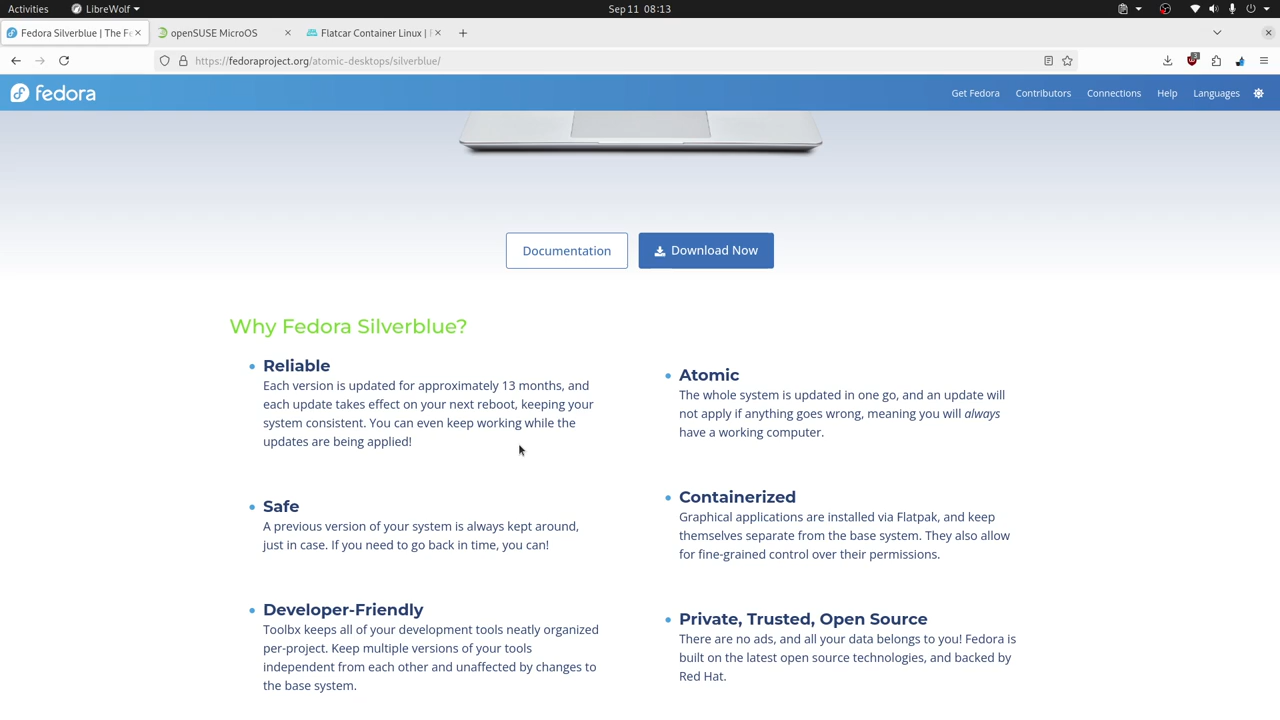 Activities
LibreWolf
Sep 11 08:13
Fedora Silverblue | The Fe
openSUSE MicroOS
Flatcar Container Linux |
https://fedoraproject.org/atomic-desktops/silverblue/
3
fedora
Get Fedora
Contributors
Connections
Help
Languages
Documentation
Download Now
Why Fedora Silverblue?
Reliable
Each version is updated for approximately 13 months, and
each update takes effect on your next reboot, keeping your
system consistent. You can even keep working while the
updates are being applied!
Atomic
The whole system is updated in one go, and an update will
not apply if anything goes wrong, meaning you will always
have a working computer.
Safe
A previous version of your system is always kept around,
just in case. If you need to go back in time, you can!
Containerized
Graphical applications are installed via Flatpak, and keep
themselves separate from the base system. They also allow
for fine-grained control over their permissions.
Developer-Friendly
Toolbx keeps all of your development tools neatly organized
per-project. Keep multiple versions of your tools
independent from each other and unaffected by changes to
the base system.
Private, Trusted, Open Source
There are no ads, and all your data belongs to you! Fedora is
built on the latest open source technologies, and backed by
Red Hat.